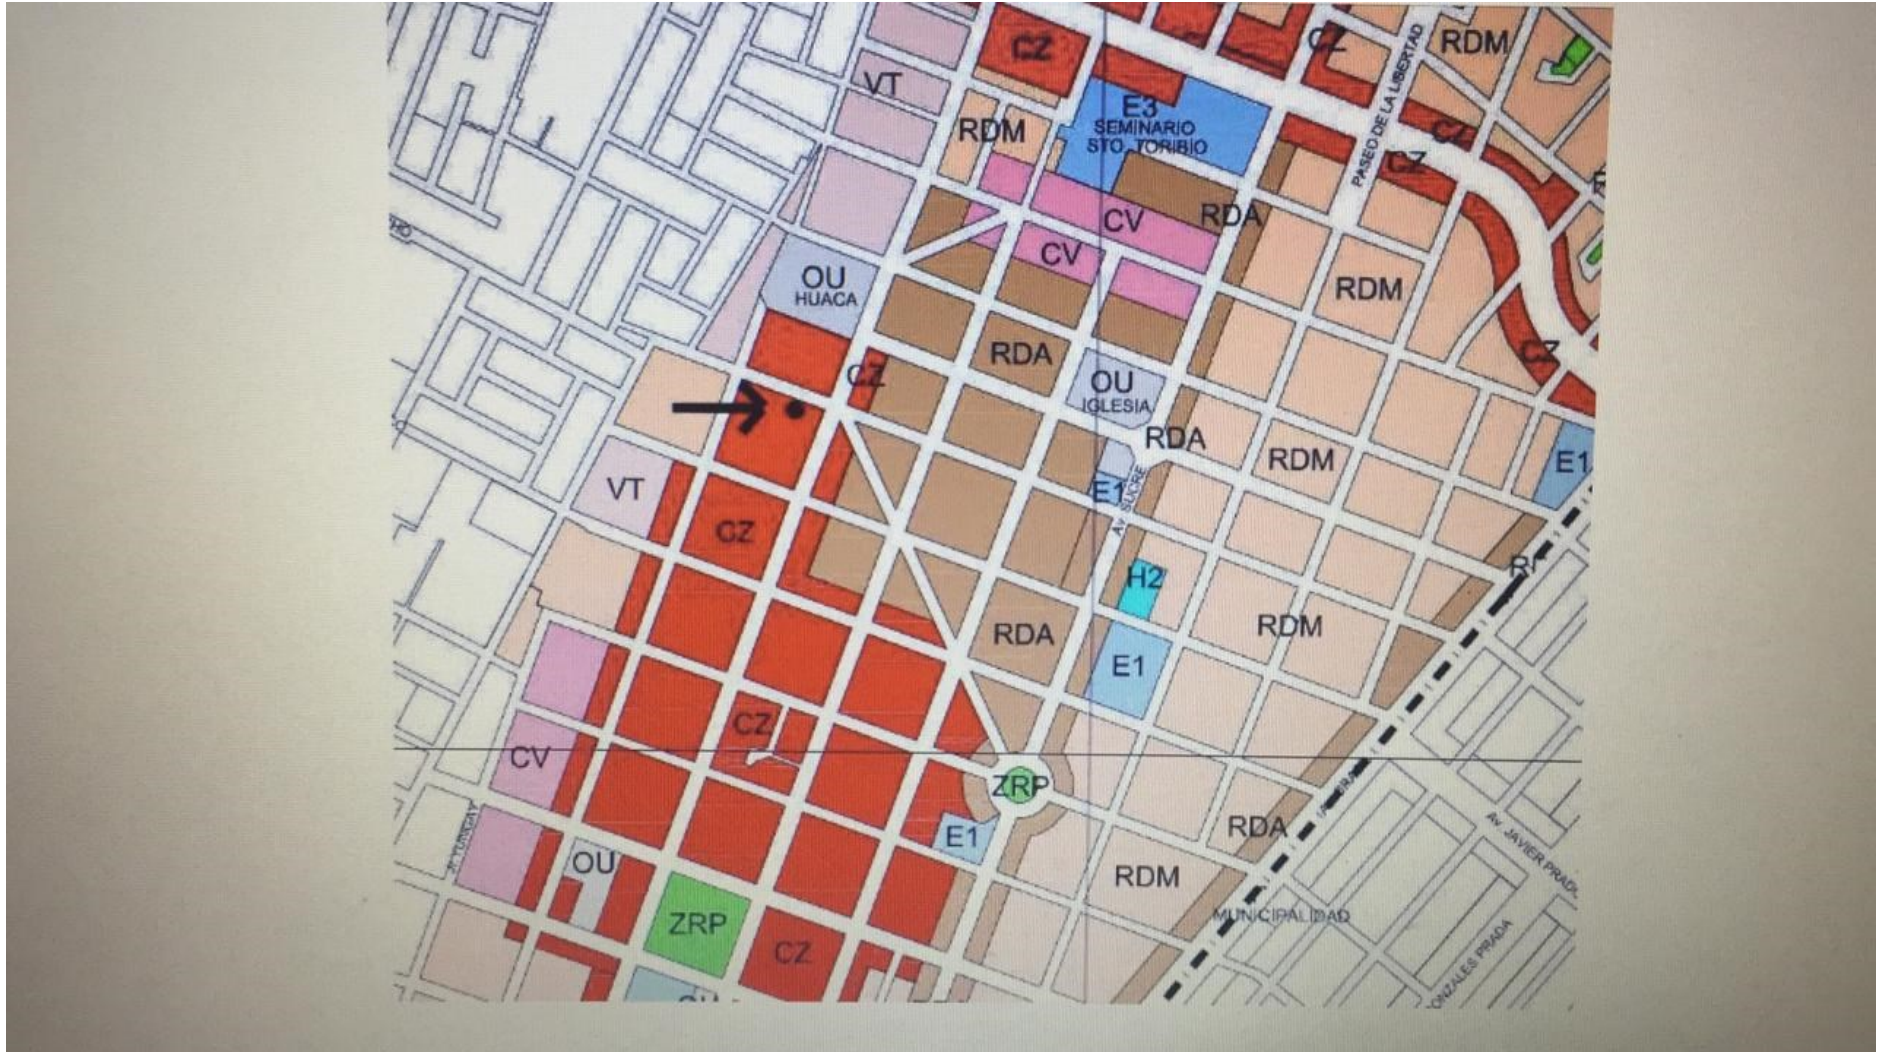 CZ
CZ
RDM
VT
E3
SEMINARIO
STO. TORIBIO
RDM
PASEO DE LA LIBERTAD
CZ
CZ
RDA
CV
CV
OU
HUACA
RDM
RDA
CZ
CZ
OU
IGLESIA
RDA
RDM
E1
VT
E1
Av. SUCRE
CZ
H2
RDA
RDM
E1
CZ
CV
ZRP
E1
RDA
OU
RDM
Av. JAVIER PRADO
ZRP
CZ
MUNICIPALIDAD
GONZALES PRADA